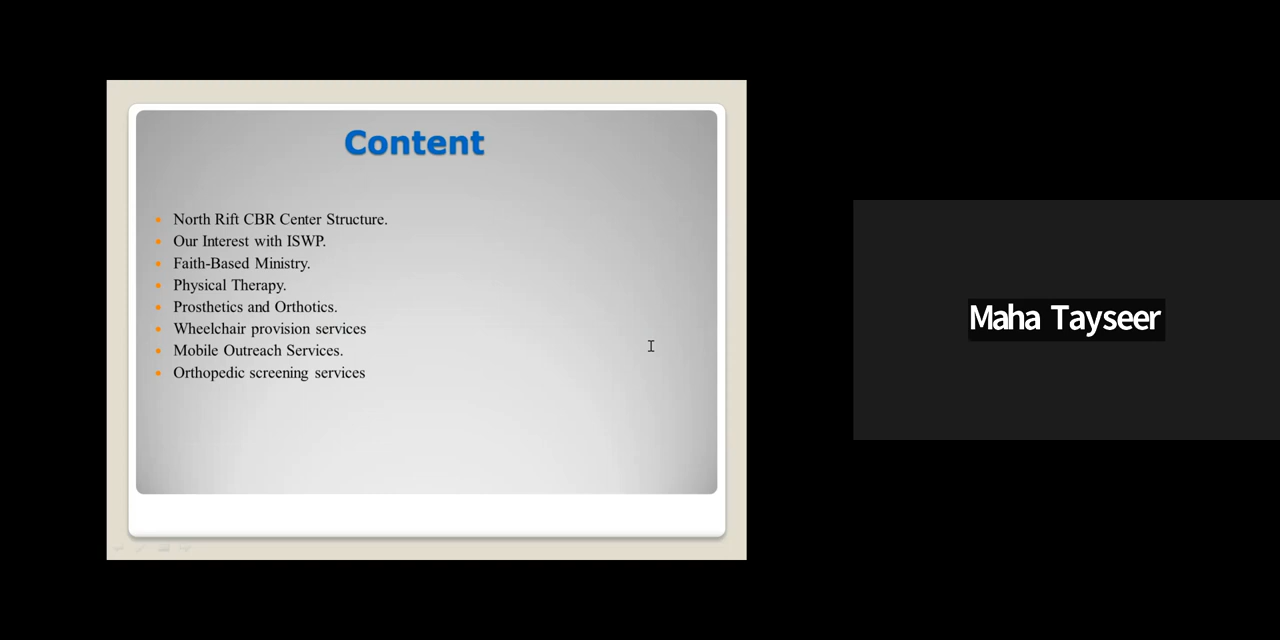 Content
North Rift CBR Center Structure.
Our Interest with ISWP.
Faith-Based Ministry.
Physical Therapy.
Prosthetics and Orthotics.
Wheelchair provision services
Mobile Outreach Services.
Orthopedic screening services
Maha Tayseer